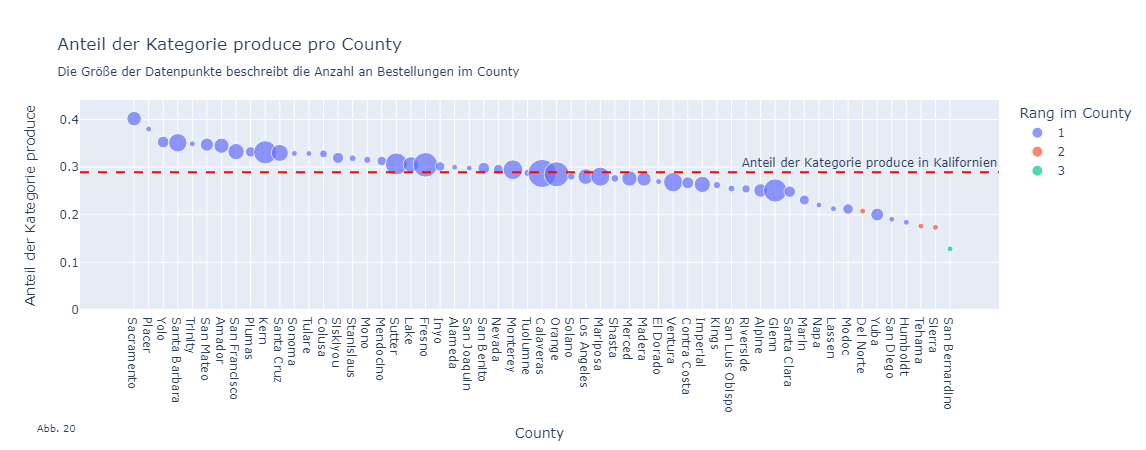 Anteil der Kategorie produce pro County
Die Größe der Datenpunkte beschreibt die Anzahl an Bestellungen im County
Anteil der Kategorie produce
0.4
0.3
0.2
0.1
0
Anteil der Kategorie produce in Kalifornien
Rang im County
1
2
3
Sacramento
Placer
Yolo
Santa Barbara
Trinity
San Mateo
Amador
San Francisco
Plumas
Kern
Santa Cruz
Sonoma
Tulare
Colusa
Siskiyou
Stanislaus
Mono
Mendocino
Sutter
Lake
Fresno
Inyo
Alameda
San Joaquin
San Benito
Nevada
Monterey
Tuolumne
Calaveras
Orange
Solano
Los Angeles
Mariposa
Shasta
Merced
Madera
El Dorado
Ventura
Contra Costa
Imperial
Kings
San Luis Obispo
Riverside
Alpine
Glenn
Santa Clara
Marin
Napa
Lassen
Modoc
Del Norte
Yuba
San Diego
Humboldt
Tehama
Sierra
San Bernardino
County
Abb. 20